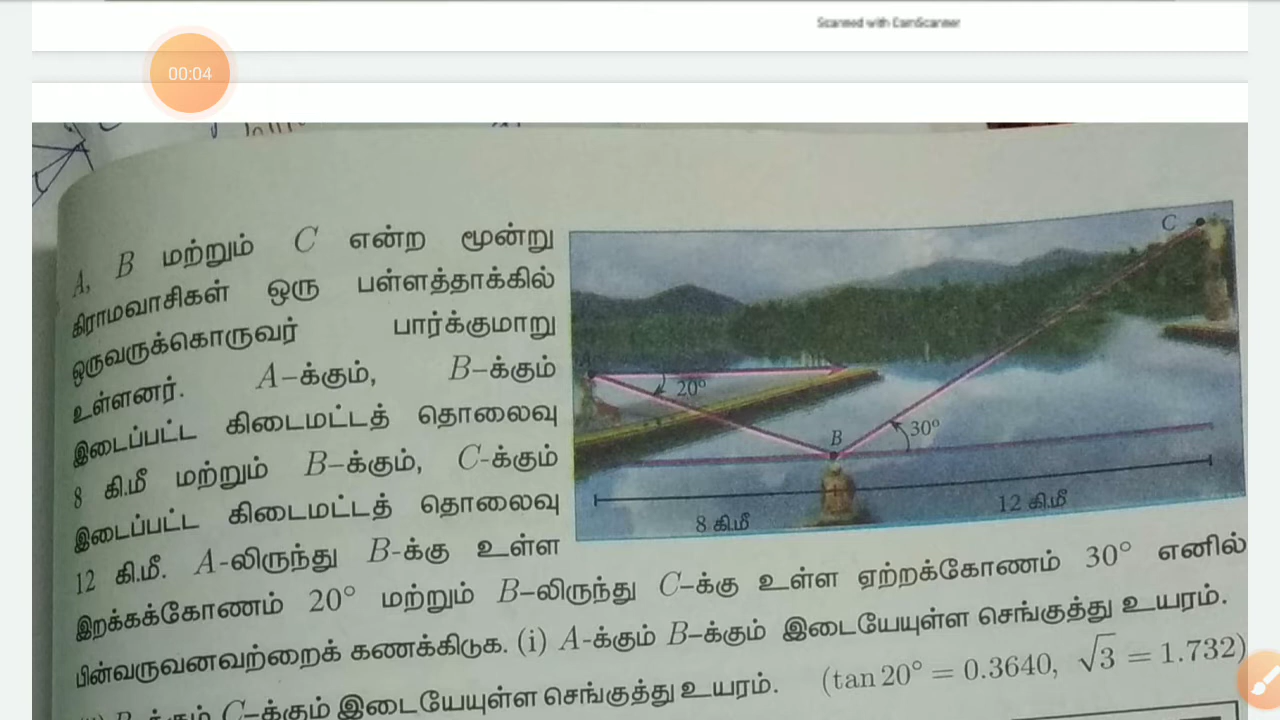 Scanned with CamScanner
00:04
A, B மற்றும் C என்ற மூன்று
கிராமவாசிகள் ஒரு பள்ளத்தாக்கில்
ஒருவருக்கொருவர் பார்க்குமாறு
உள்ளனர். A–க்கும், B–க்கும்
இடைப்பட்ட கிடைமட்டத் தொலைவு
8 கி.மீ மற்றும் B–க்கும், C-க்கும்
இடைப்பட்ட கிடைமட்டத் தொலைவு
12 கி.மீ. A-லிருந்து B-க்கு உள்ள
இறக்கக்கோணம் 20° மற்றும் B–லிருந்து C–க்கு உள்ள ஏற்றக்கோணம் 30° எனில்
பின்வருவனவற்றைக் கணக்கிடுக. (i) A-க்கும் B–க்கும் இடையேயுள்ள செங்குத்து உயரம்.
B–க்கும் C–க்கும் இடையேயுள்ள செங்குத்து உயரம். (tan 20° = 0.3640, √3 = 1.732)
C
A
20°
B
30°
8 கி.மீ
12 கி.மீ